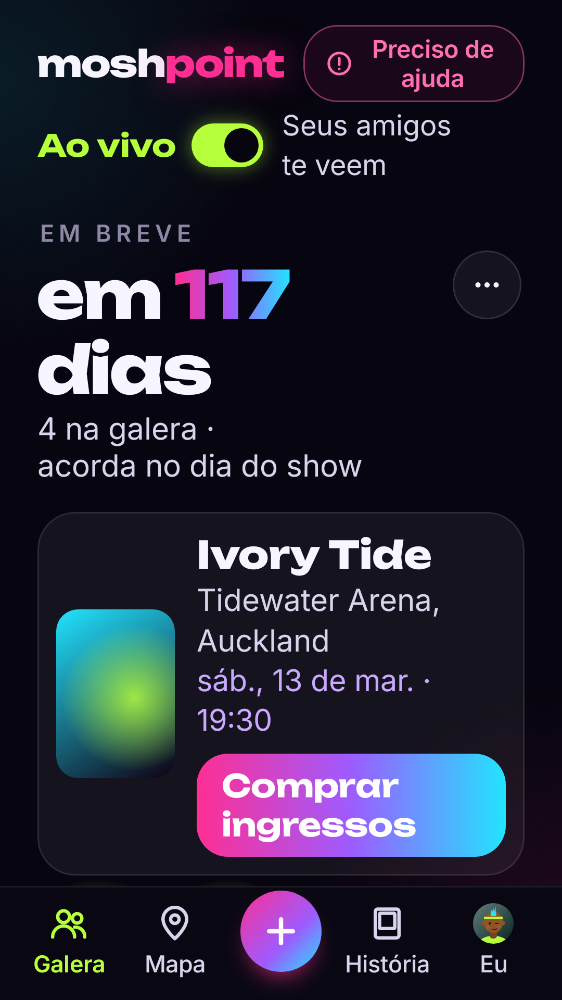 moshpoint
Preciso de
ajuda
Ao vivo
Seus amigos
te veem
EM BREVE
em 117
dias
4 na galera ·
acorda no dia do show
Ivory Tide
Tidewater Arena,
Auckland
sáb., 13 de mar. ·
19:30
Comprar
ingressos
Galera
Mapa
História
Eu